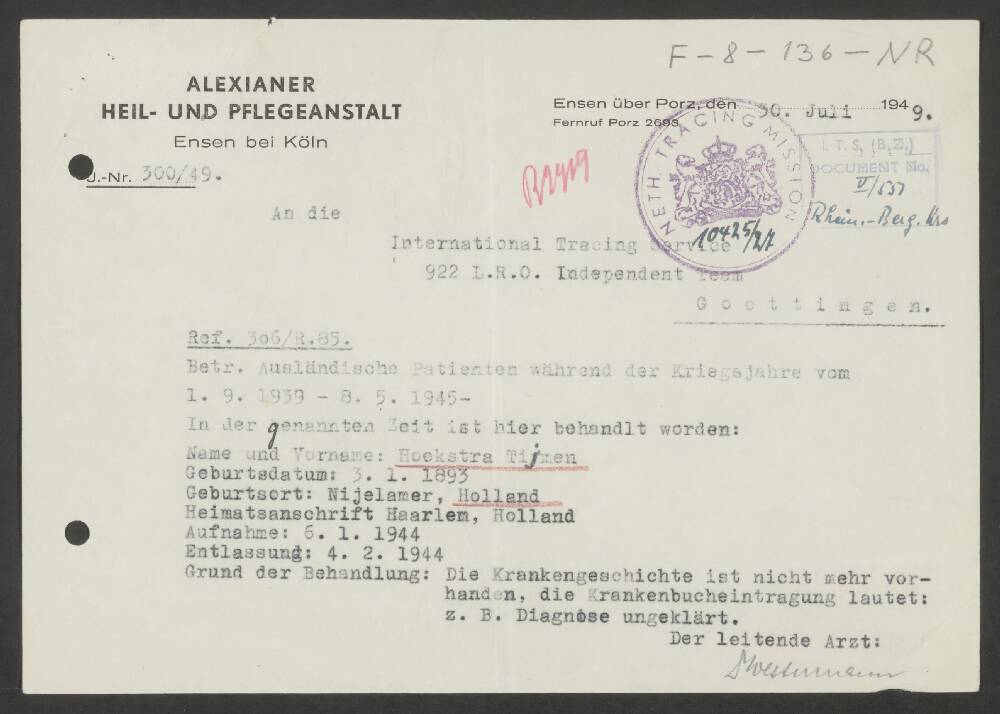 F-8-136-NR
ALEXIANER
HEIL- UND PFLEGEANSTALT
Ensen bei Köln
J.-Nr. 300/49.
Ensen über Porz, den 30. Juli 1949.
Fernruf Porz 2693
NETH. TRACING MISSION
10425/27
I. T. S. (B.Z.)
DOCUMENT No:
V/537
Rhein.-Berg. Krs
An die
International Tracing Service
922 I.R.O. Independent Team
Goettingen.
Ref. 306/R.85.
Betr. Ausländische Patienten während der Kriegsjahre vom
1. 9. 1939 - 8. 5. 1945-
In der genannten Zeit ist hier behandlt worden:
Name und Vorname: Hoekstra Tijmen
Geburtsdatum: 3. 1. 1893
Geburtsort: Nijelamer, Holland
Heimatsanschrift Haarlem, Holland
Aufnahme: 6. 1. 1944
Entlassung: 4. 2. 1944
Grund der Behandlung: Die Krankengeschichte ist nicht mehr vor-
handen, die Krankenbucheintragung lautet:
z. B. Diagnose ungeklärt.
Der leitende Arzt: